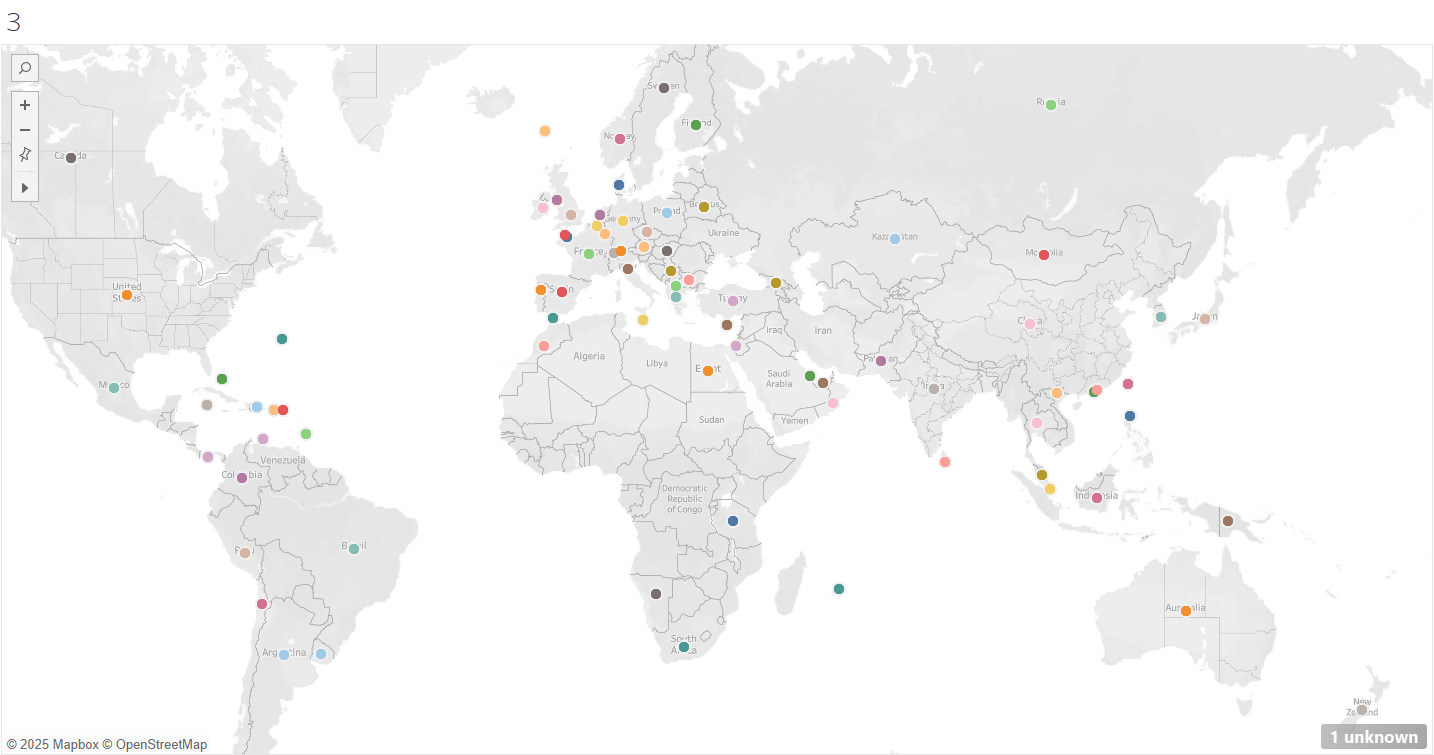 3
Sweden
Finland
Russia
Norway
Canada
Poland
Belarus
Germany
Ukraine
Kazakhstan
France
Mongolia
United
States
Spain
Italy
Turkey
China
Japan
Iraq
Iran
Algeria
Libya
Egypt
Pakistan
Saudi
Arabia
Mexico
India
Sudan
Yemen
Venezuela
Colombia
Democratic
Republic
of Congo
Indonesia
Peru
Brazil
Australia
South
Africa
Argentina
New
Zealand
1 unknown
© 2025 Mapbox © OpenStreetMap